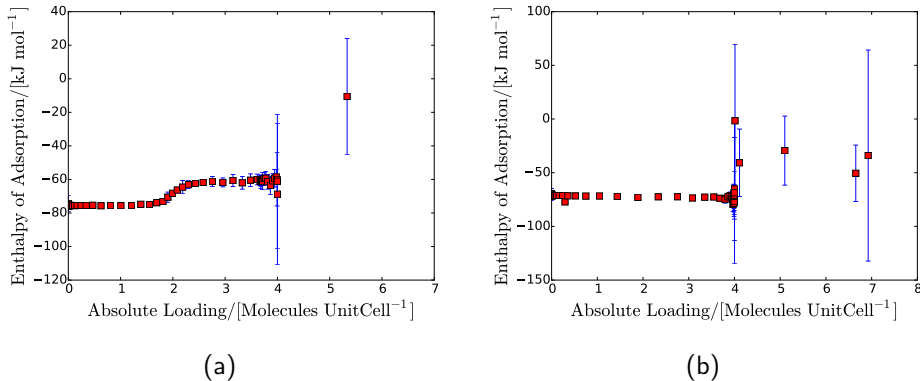 40
20
0
−20
−40
−60
−80
−100
−120
0 1 2 3 4 5 6 7
Enthalpy of Adsorption/[kJ mol−1]
Absolute Loading/[Molecules UnitCell−1]
(a)
100
50
0
−50
−100
−150
0 1 2 3 4 5 6 7 8
Enthalpy of Adsorption/[kJ mol−1]
Absolute Loading/[Molecules UnitCell−1]
(b)